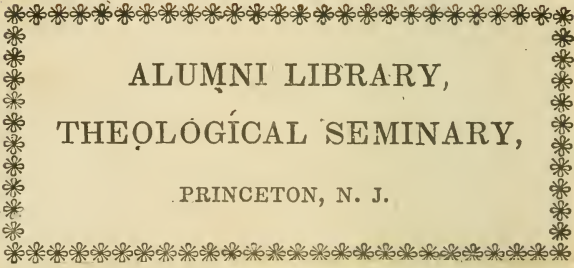 ALUMNI LIBRARY,
THEOLOGICAL SEMINARY,
PRINCETON, N. J.